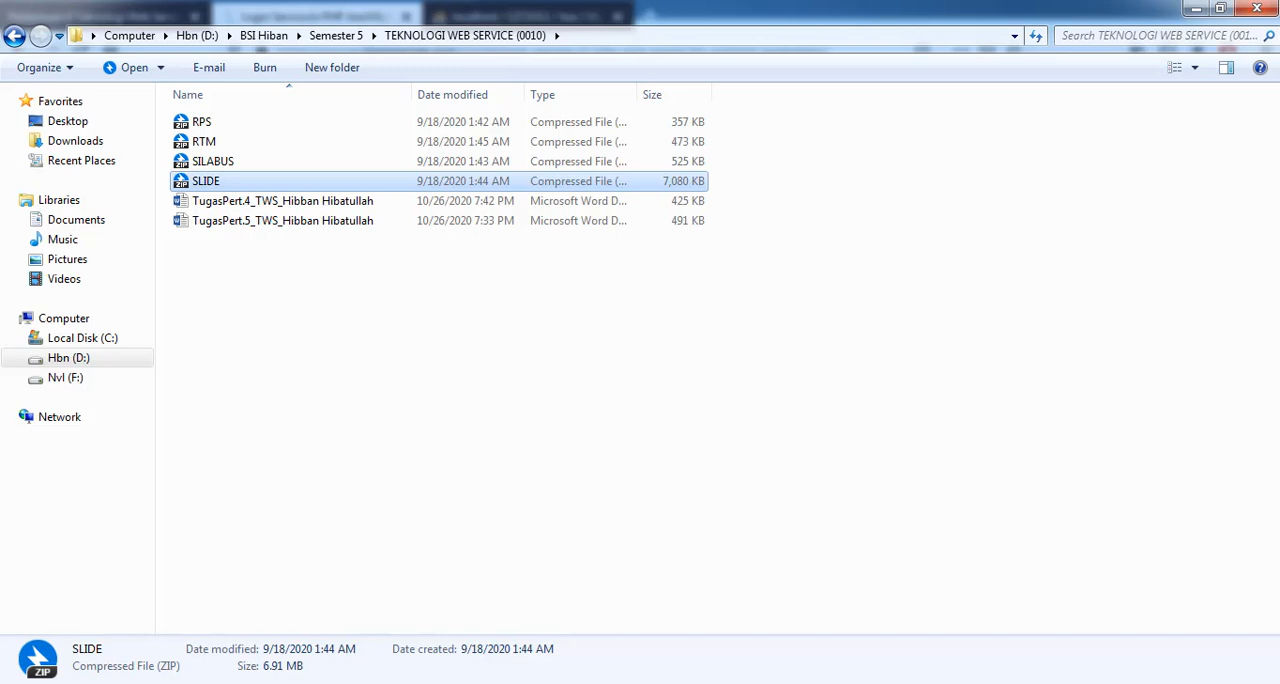 Computer Hbn (D:) BSI Hiban Semester 5 TEKNOLOGI WEB SERVICE (0010) Search TEKNOLOGI WEB SERVICE (001...
Organize Open E-mail Burn New folder
Name Date modified Type Size
Favorites
Desktop
Downloads
Recent Places
Libraries
Documents
Music
Pictures
Videos
Computer
Local Disk (C:)
Hbn (D:)
Nvl (F:)
Network
RPS 9/18/2020 1:42 AM Compressed File (... 357 KB
RTM 9/18/2020 1:45 AM Compressed File (... 473 KB
SILABUS 9/18/2020 1:43 AM Compressed File (... 525 KB
SLIDE 9/18/2020 1:44 AM Compressed File (... 7,080 KB
TugasPert.4_TWS_Hibban Hibatullah 10/26/2020 7:42 PM Microsoft Word D... 425 KB
TugasPert.5_TWS_Hibban Hibatullah 10/26/2020 7:33 PM Microsoft Word D... 491 KB
SLIDE Date modified: 9/18/2020 1:44 AM Date created: 9/18/2020 1:44 AM
Compressed File (ZIP) Size: 6.91 MB
ZIP